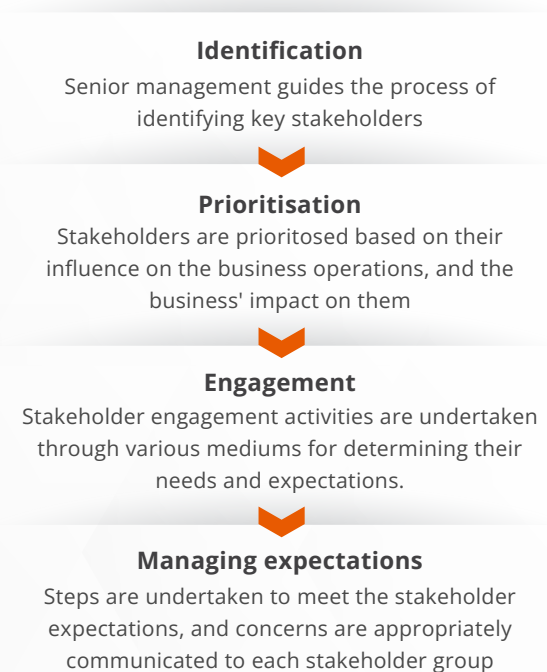 Identification
Senior management guides the process of
identifying key stakeholders
Prioritisation
Stakeholders are prioritosed based on their
influence on the business operations, and the
business' impact on them
Engagement
Stakeholder engagement activities are undertaken
through various mediums for determining their
needs and expectations.
Managing expectations
Steps are undertaken to meet the stakeholder
expectations, and concerns are appropriately
communicated to each stakeholder group